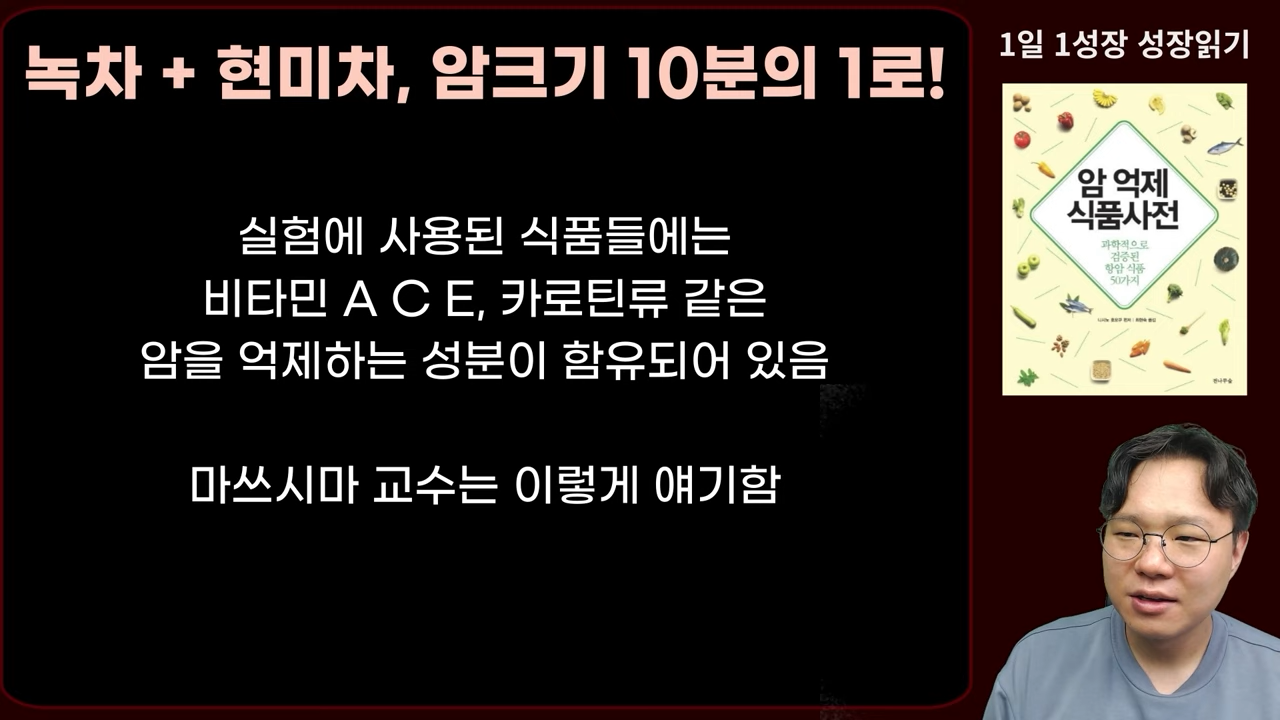 녹차 + 현미차, 암크기 10분의 1로!
실험에 사용된 식품들에는
비타민 A C E, 카로틴류 같은
암을 억제하는 성분이 함유되어 있음
마쓰시마 교수는 이렇게 얘기함
1일 1성장 성장읽기
암 억제
식품사전
과학적으로
검증된
항암 식품
50가지
전나무숲